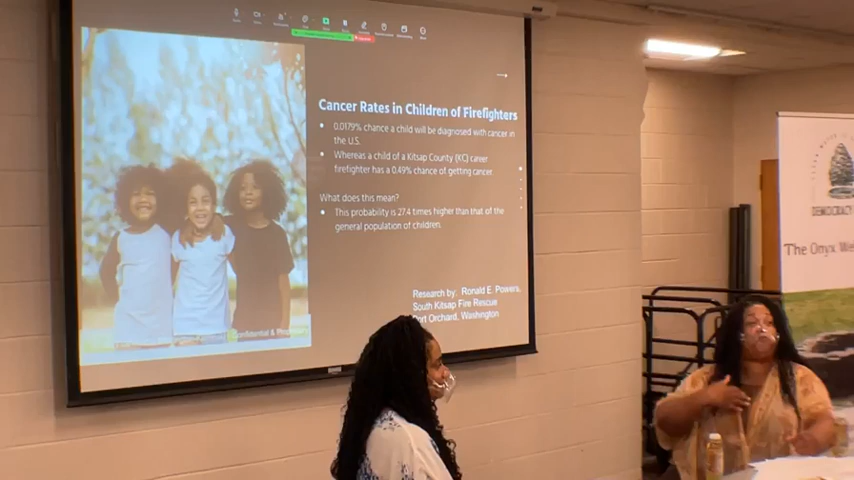 Cancer Rates in Children of Firefighters
0.0179% chance a child will be diagnosed with cancer in
the U.S.
Whereas a child of a Kitsap County (KC) career
firefighter has a 0.49% chance of getting cancer
What does this mean?
This probability is 27.4 times higher than that of the
general population of children.
Research by: Ronald E. Powers,
South Kitsap Fire Rescue
Port Orchard, Washington
Confidential &
DEMOCRACY
The Onyx